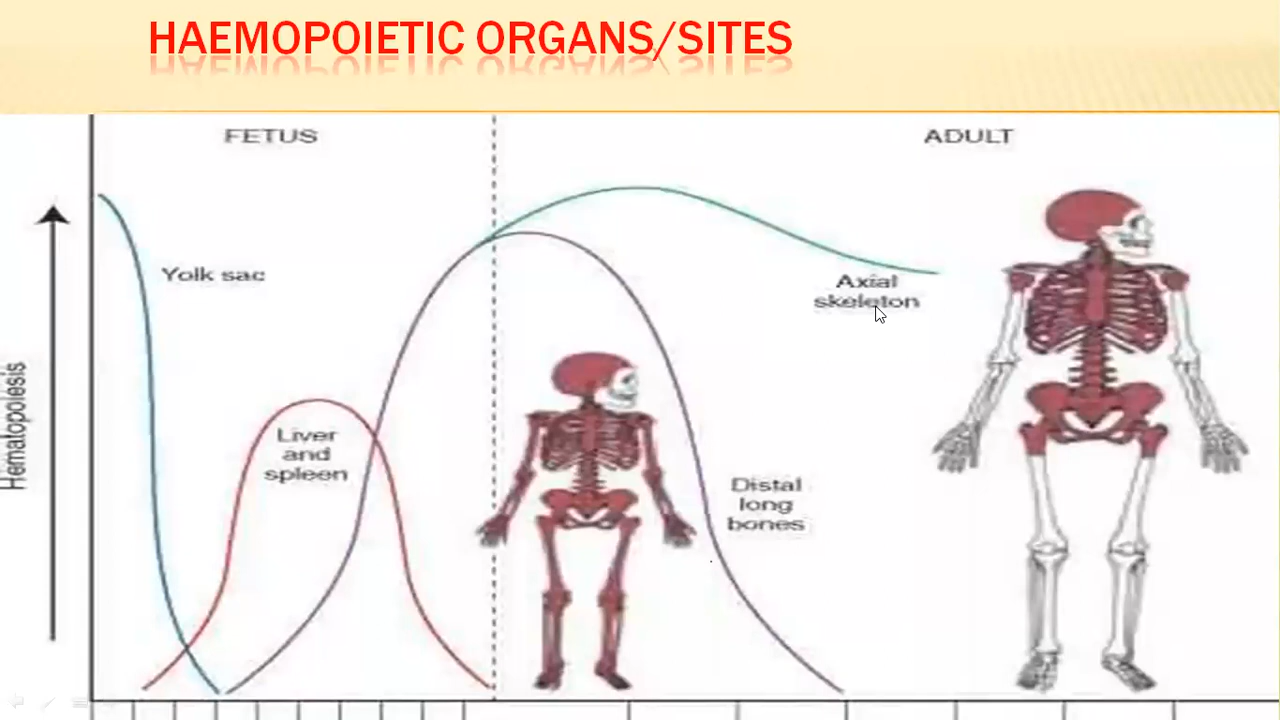 HAEMOPOIETIC ORGANS/SITES
FETUS
ADULT
Hematopoiesis
Yolk sac
Liver
and
spleen
Axial
skeleton
Distal
long
bones